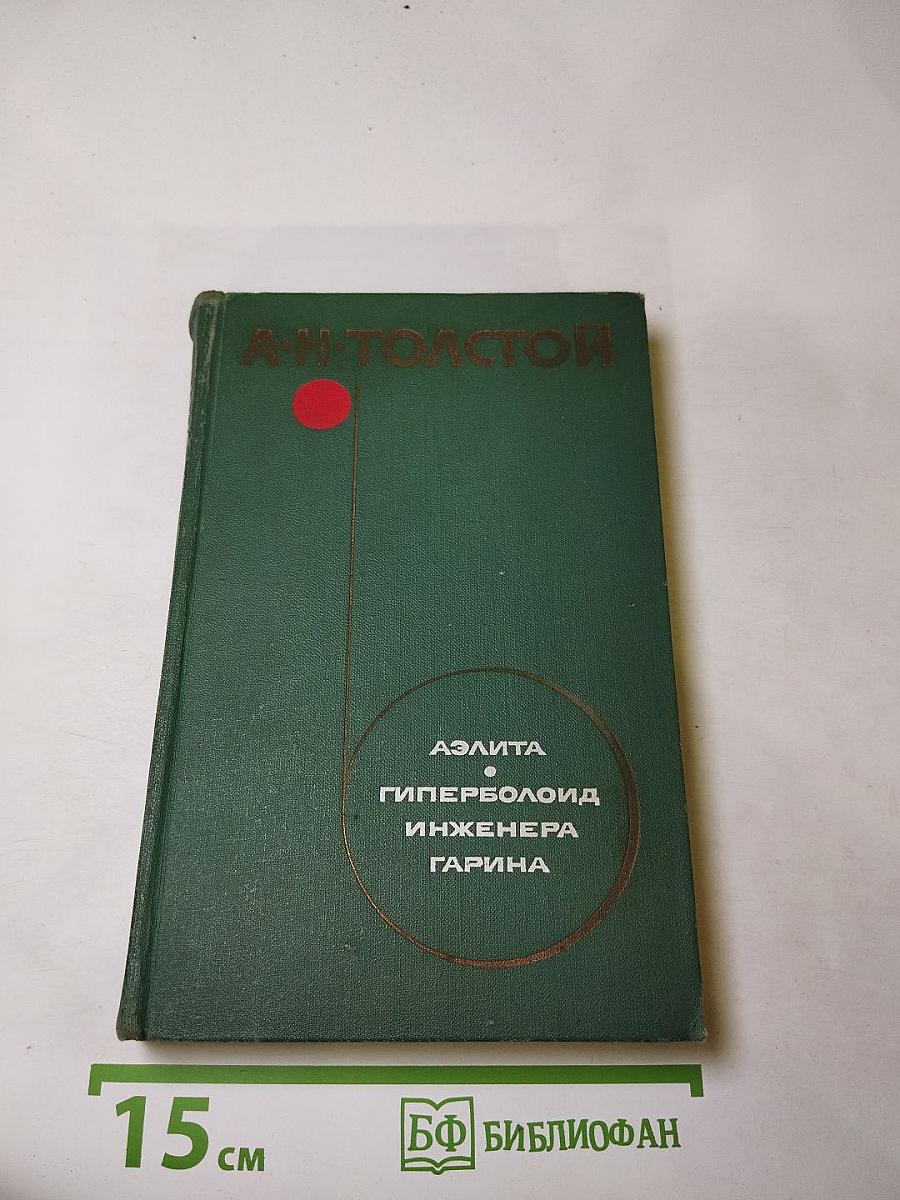 А·Н·ТОЛСТОЙ
АЭЛИТА
•
ГИПЕРБОЛОИД
ИНЖЕНЕРА
ГАРИНА
15 см
БФ БИБЛИОФАН